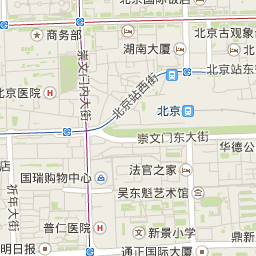 北京国际饭店
商务部
湖南大厦
北京古观象台
崇文门内大街
北京站西街
北京站东
北京医院
北京
崇文门东大街
华德公
法官之家
国瑞购物中心
吴东魁艺术馆
祈年大街
普仁医院
新景小学
鼎新
明日报
通正国际大厦